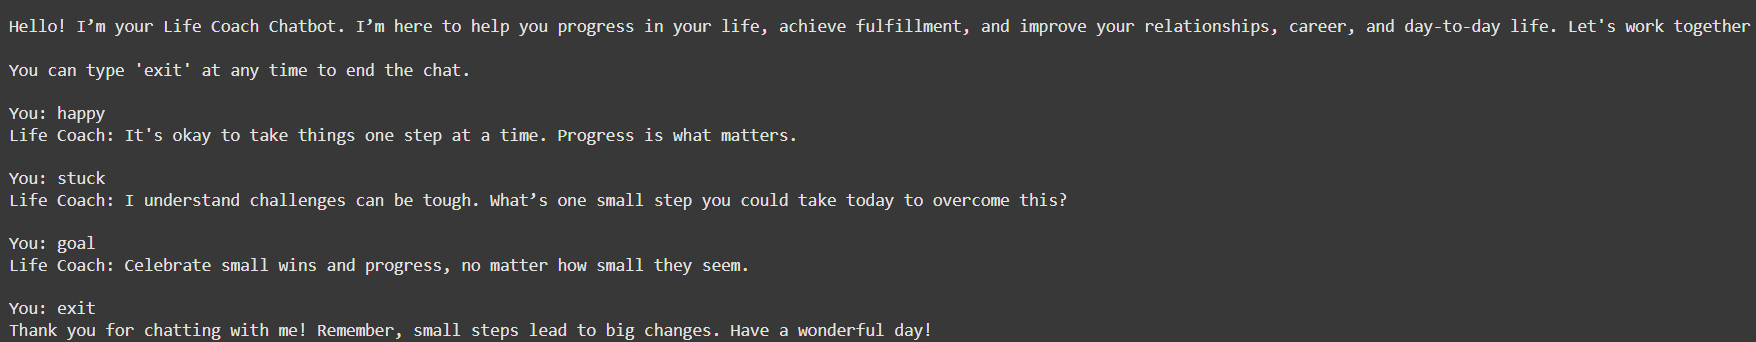 Hello! I’m your Life Coach Chatbot. I’m here to help you progress in your life, achieve fulfillment, and improve your relationships, career, and day-to-day life. Let's work together
You can type 'exit' at any time to end the chat.
You: happy
Life Coach: It's okay to take things one step at a time. Progress is what matters.
You: stuck
Life Coach: I understand challenges can be tough. What’s one small step you could take today to overcome this?
You: goal
Life Coach: Celebrate small wins and progress, no matter how small they seem.
You: exit
Thank you for chatting with me! Remember, small steps lead to big changes. Have a wonderful day!